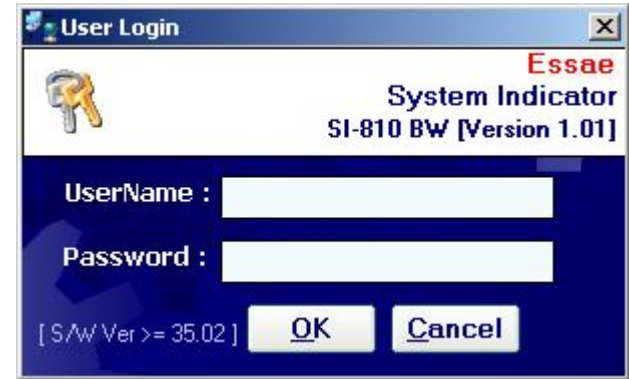 User Login
Essae
System Indicator
SI-810 BW [Version 1.01]
UserName :
Password :
[ S/W Ver >= 35.02 ] OK Cancel